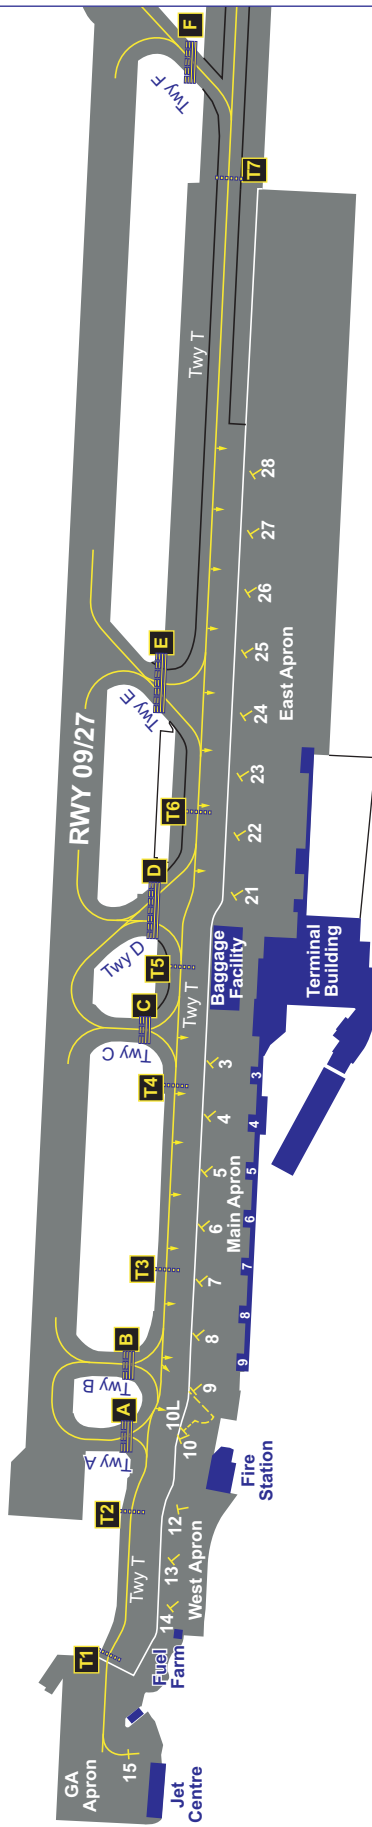 GA
Apron
15
Jet
Centre
T1
Fuel
Farm
14
13
12
West Apron
Twy T
T2
Twy A
A
Twy B
B
10
10L
9
Fire
Station
T3
8
7
6
5
4
3
Main Apron
9
8
7
6
5
4
3
T4
Twy C
C
T5
Twy T
Twy D
D
Baggage
Facility
Terminal
Building
RWY 09/27
T6
Twy E
E
21
22
23
24
25
26
27
28
East Apron
Twy T
T7
Twy F
F